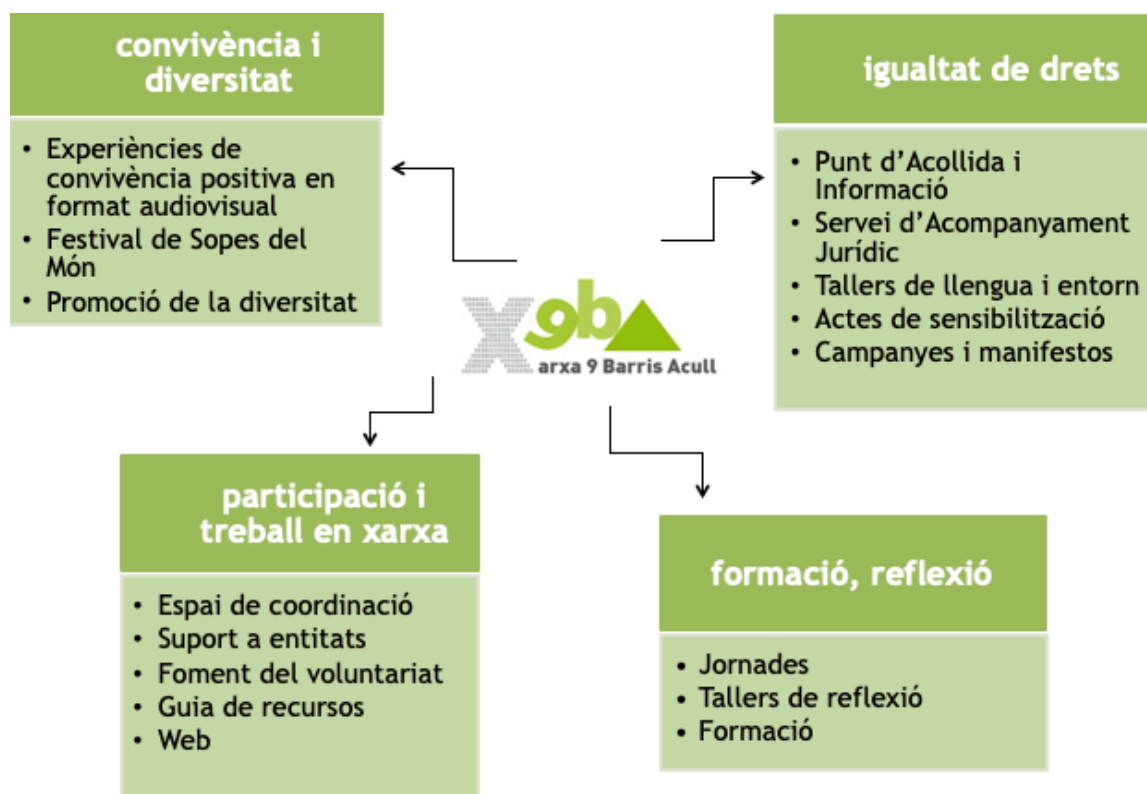 convivència i
diversitat
• Experiències de
convivència positiva en
format audiovisual
• Festival de Sopes del
Món
• Promoció de la diversitat
igualtat de drets
• Punt d’Acollida i
Informació
• Servei d’Acompanyament
Jurídic
• Tallers de llengua i entorn
• Actes de sensibilització
• Campanyes i manifestos
X9b
arxa 9 Barris Acull
participació i
treball en xarxa
• Espai de coordinació
• Suport a entitats
• Foment del voluntariat
• Guia de recursos
• Web
formació, reflexió
• Jornades
• Tallers de reflexió
• Formació